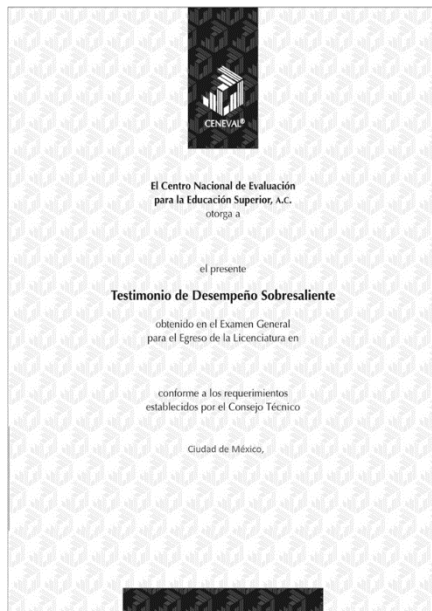 CENEVAL®
El Centro Nacional de Evaluación
para la Educación Superior, A.C.
otorga a
el presente
Testimonio de Desempeño Sobresaliente
obtenido en el Examen General
para el Egreso de la Licenciatura en
conforme a los requerimientos
establecidos por el Consejo Técnico
Ciudad de México,